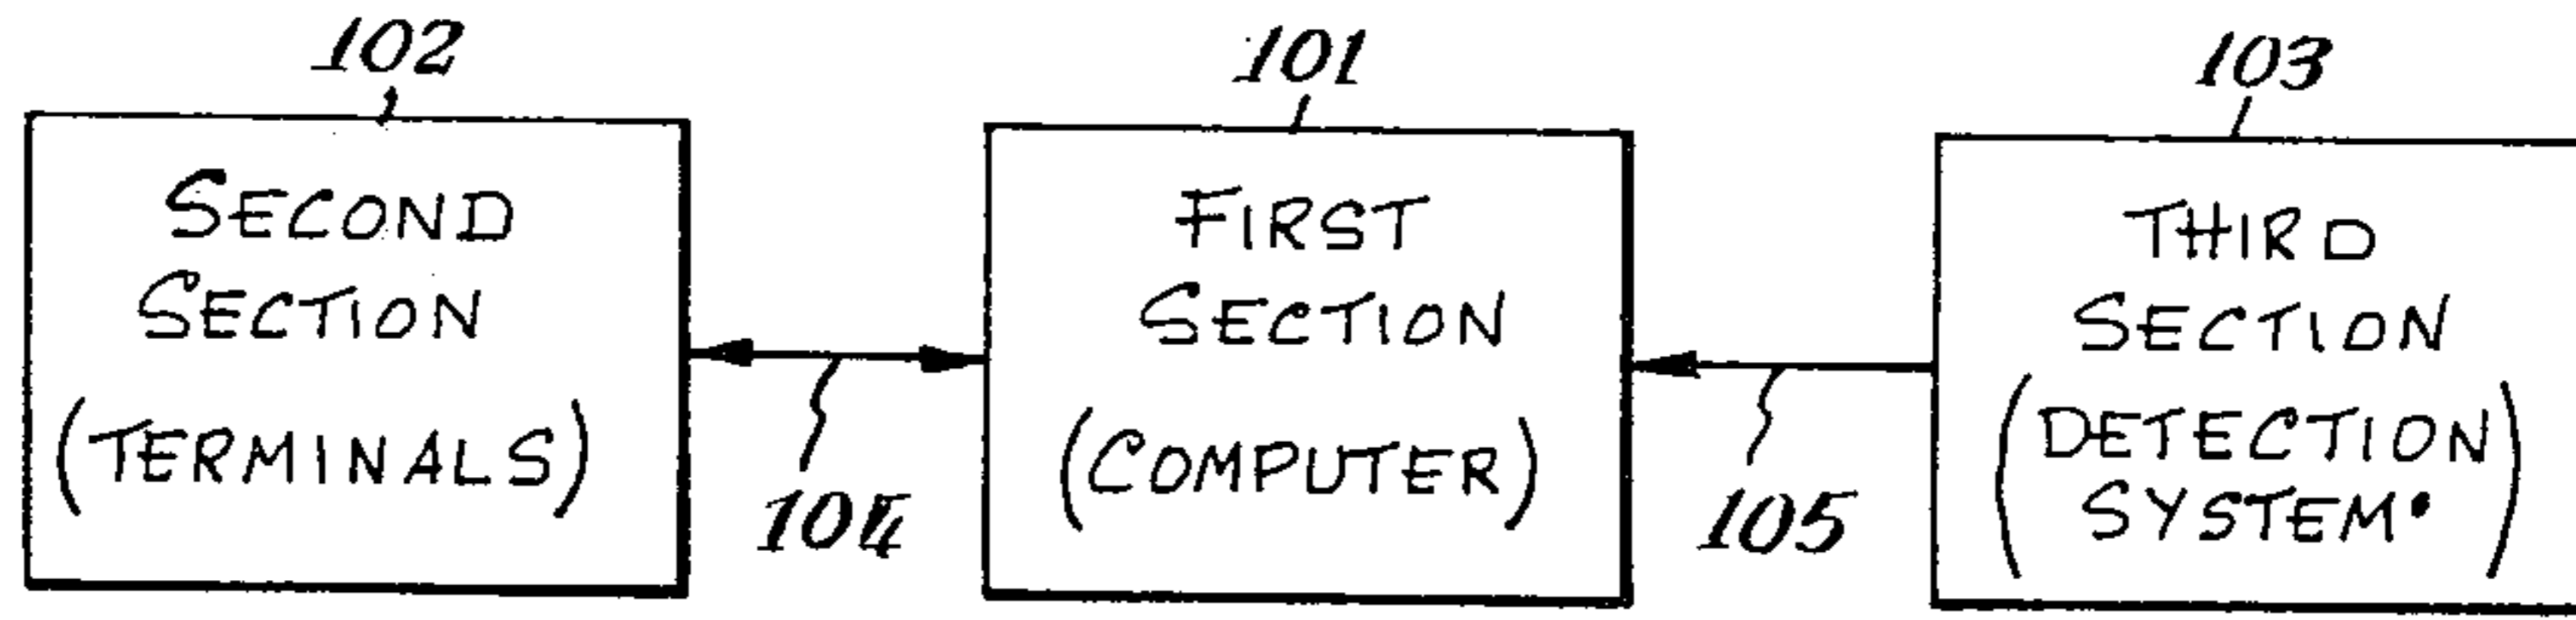 102
SECOND
SECTION
(TERMINALS)
104
101
FIRST
SECTION
(COMPUTER)
105
103
THIRD
SECTION
(DETECTION
SYSTEM)